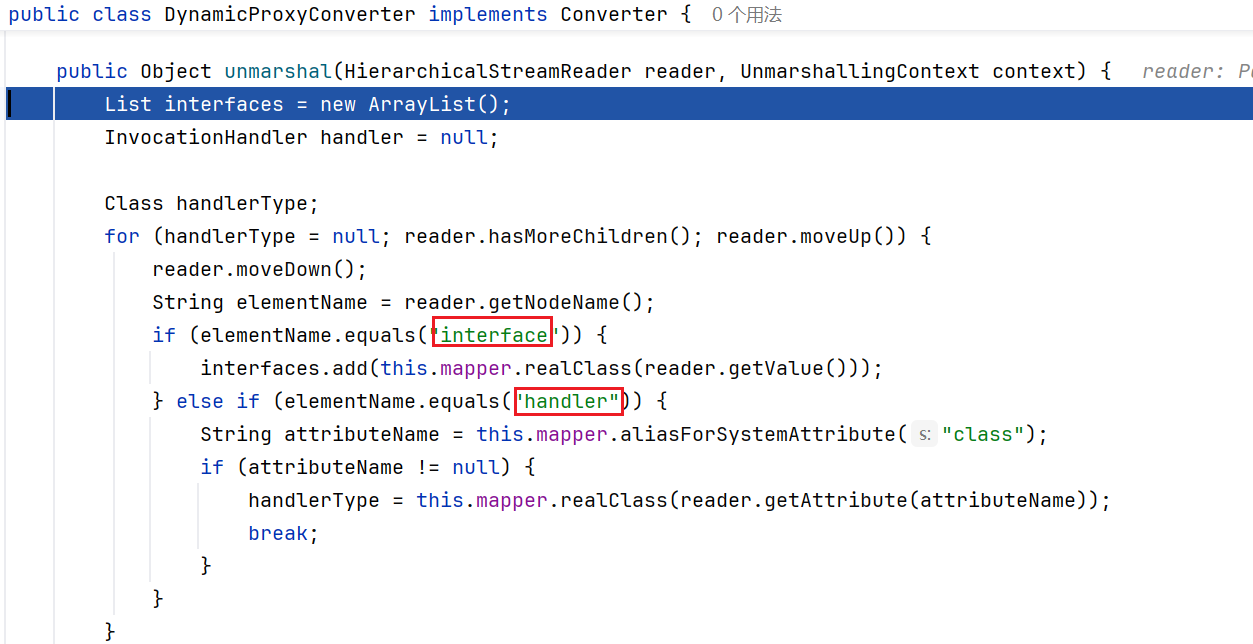 public class DynamicProxyConverter implements Converter { 0 个用法
public Object unmarshal(HierarchicalStreamReader reader, UnmarshallingContext context) { reader:
List interfaces = new ArrayList();
InvocationHandler handler = null;
Class handlerType;
for (handlerType = null; reader.hasMoreChildren(); reader.moveUp()) {
reader.moveDown();
String elementName = reader.getNodeName();
if (elementName.equals("interface")) {
interfaces.add(this.mapper.realClass(reader.getValue()));
} else if (elementName.equals("handler")) {
String attributeName = this.mapper.aliasForSystemAttribute( s: "class");
if (attributeName != null) {
handlerType = this.mapper.realClass(reader.getAttribute(attributeName));
break;
}
}
}